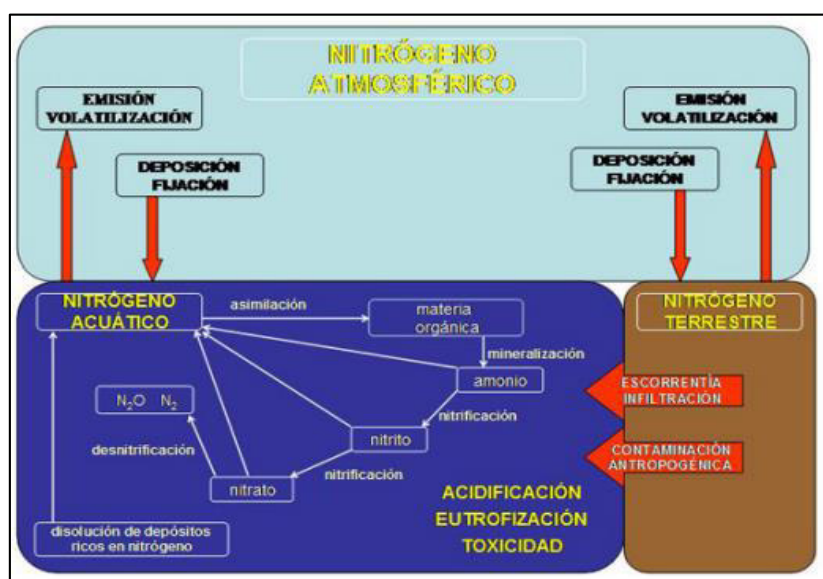 NITRÓGENO
ATMOSFÉRICO
EMISIÓN
VOLATILIZACIÓN
DEPOSICIÓN
FIJACIÓN
EMISIÓN
VOLATILIZACIÓN
DEPOSICIÓN
FIJACIÓN
NITRÓGENO
ACUÁTICO
asimilación
materia
orgánica
mineralización
amonio
nitrificación
nitrito
nitrificación
nitrato
desnitrificación
N₂O N₂
disolución de depósitos
ricos en nitrógeno
ACIDIFICACIÓN
EUTROFIZACIÓN
TOXICIDAD
NITRÓGENO
TERRESTRE
ESCORRENTÍA
INFILTRACIÓN
CONTAMINACIÓN
ANTROPOGÉNICA